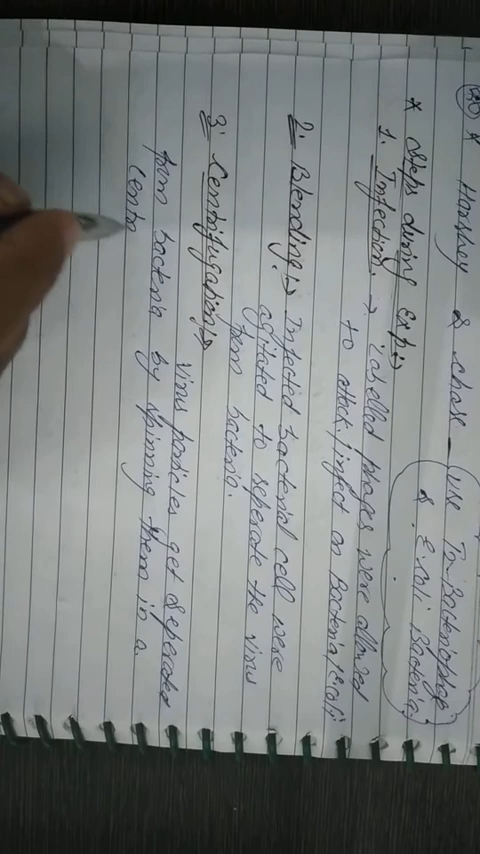 * Harshey & chase — use T₂ Bacteriophage
& E. coli Bacteria
* Steps during exp :→
1. Infection. → Labelled phages were allowed
to attack/infect on Bacteria/Ecoli
2. Blending :→ Infected Bacterial cell were
agitated to seperate the virus
from bacteria.
3. Centrifugation :→
virus particles get seperated
from bacteria by spinning them in a
centr